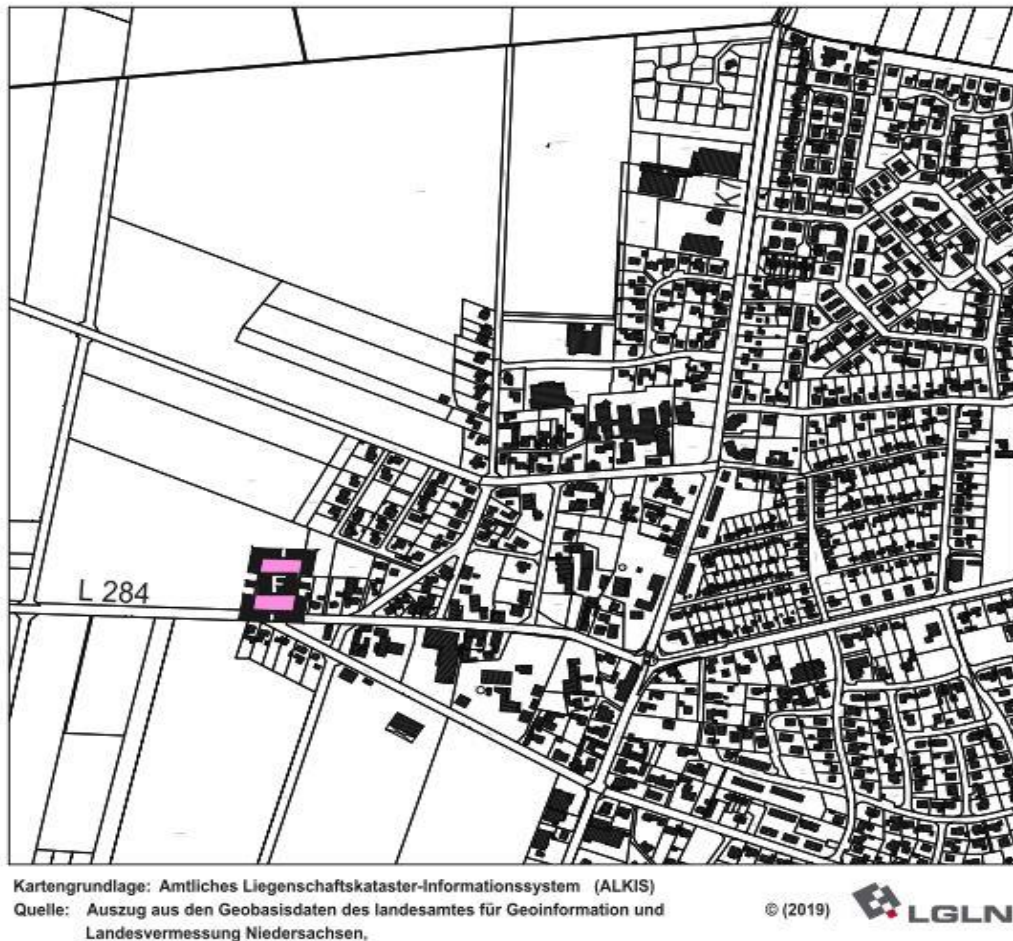 L 284
F
Kartengrundlage: Amtliches Liegenschaftskataster-Informationssystem (ALKIS)
Quelle: Auszug aus den Geobasisdaten des landesamtes für Geoinformation und
Landesvermessung Niedersachsen,
© (2019)
LGLN